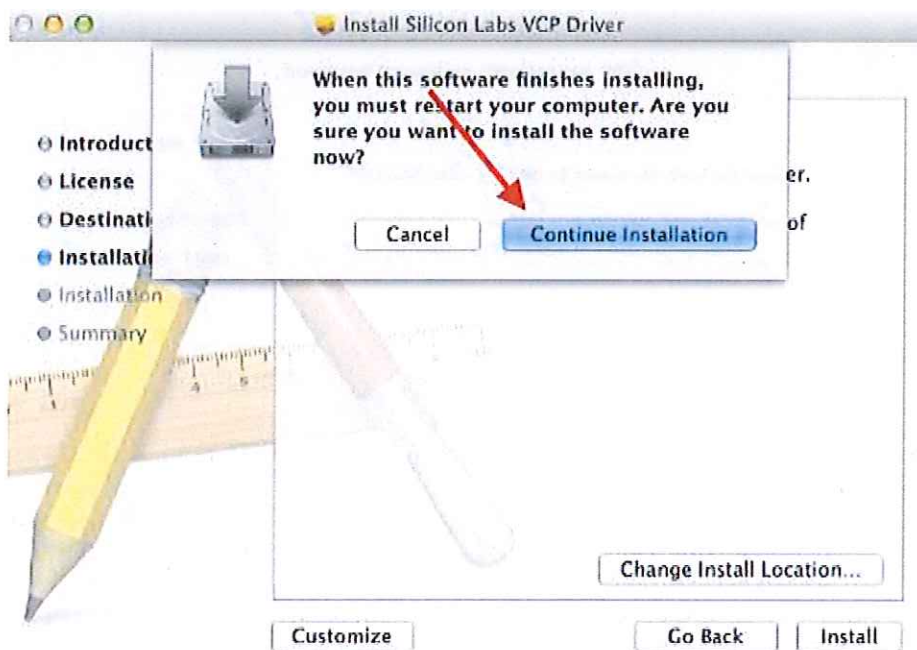 Install Silicon Labs VCP Driver
When this software finishes installing,
you must restart your computer. Are you
sure you want to install the software
now?
Cancel
Continue Installation
Introduct
License
Destinati
Installati
Installation
Summary
er.
of
Change Install Location...
Customize
Go Back
Install